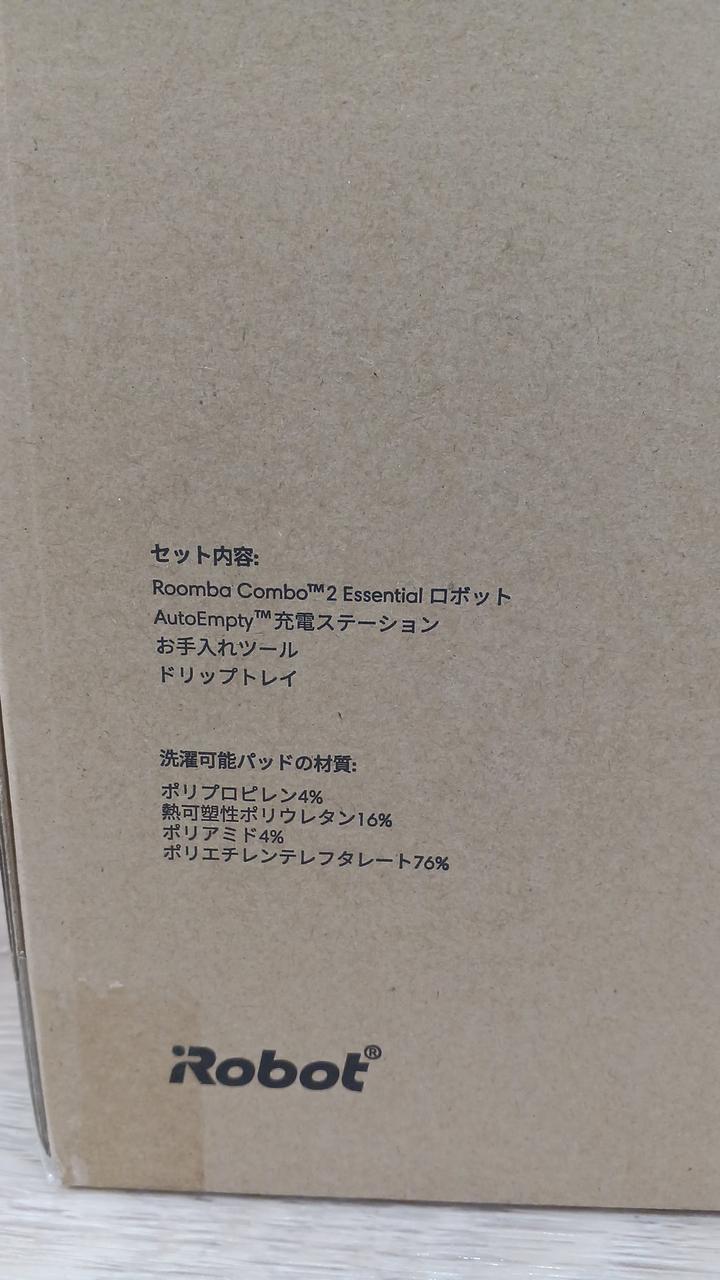 セット内容:
Roomba Combo™2 Essential ロボット
AutoEmpty™充電ステーション
お手入れツール
ドリップトレイ
洗濯可能パッドの材質:
ポリプロピレン4%
熱可塑性ポリウレタン16%
ポリアミド4%
ポリエチレンテレフタレート76%
iRobot®